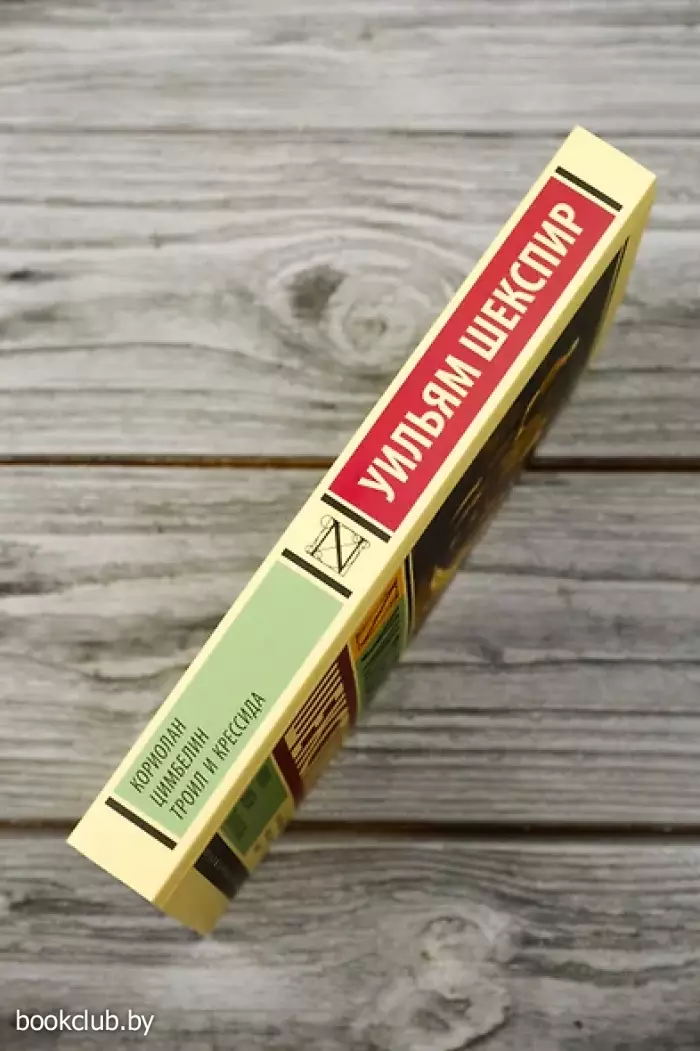 УИЛЬЯМ ШЕКСПИР
КОРИОЛАН
ЦИМБЕЛИН
ТРОИЛ И КРЕССИДА
bookclub.by